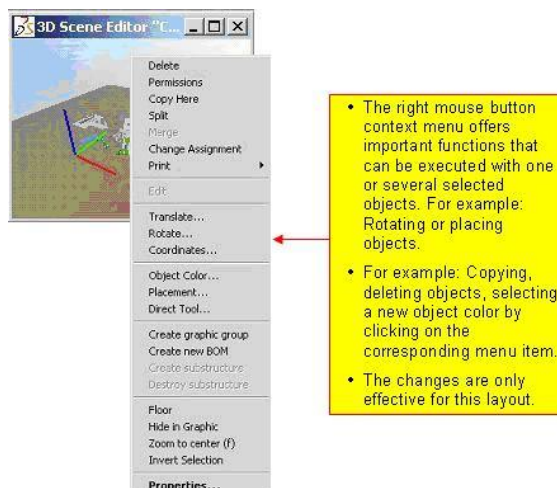 3D Scene Editor "C...
Delete
Permissions
Copy Here
Split
Merge
Change Assignment
Print
Edit
Translate...
Rotate...
Coordinates...
Object Color...
Placement...
Direct Tool...
Create graphic group
Create new BOM
Create substructure
Destroy substructure
Floor
Hide in Graphic
Zoom to center (f)
Invert Selection
Properties...
• The right mouse button
context menu offers
important functions that
can be executed with one
or several selected
objects. For example:
Rotating or placing
objects.
• For example: Copying,
deleting objects, selecting
a new object color by
clicking on the
corresponding menu item.
• The changes are only
effective for this layout.